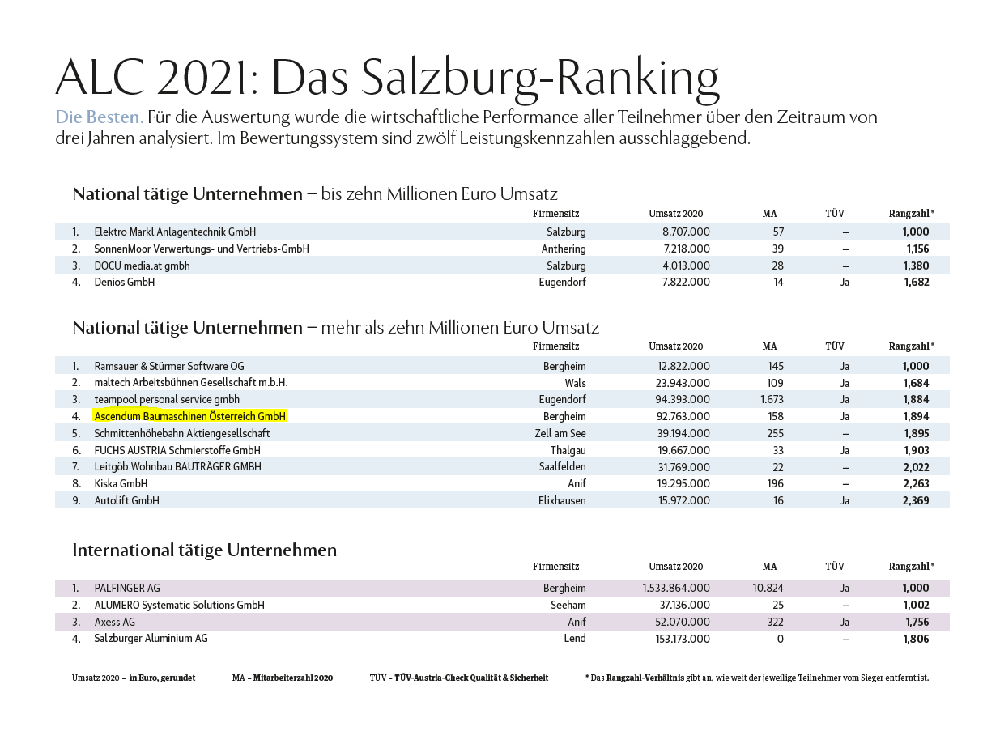 ALC 2021: Das Salzburg-Ranking
Die Besten. Für die Auswertung wurde die wirtschaftliche Performance aller Teilnehmer über den Zeitraum von
drei Jahren analysiert. Im Bewertungssystem sind zwölf Leistungskennzahlen ausschlaggebend.
National tätige Unternehmen – bis zehn Millionen Euro Umsatz
Firmensitz Umsatz 2020 MA TÜV Rangzahl*
1. Elektro Markl Anlagentechnik GmbH Salzburg 8.707.000 57 – 1,000
2. SonnenMoor Verwertungs- und Vertriebs-GmbH Anthering 7.218.000 39 – 1,156
3. DOCU media.at gmbh Salzburg 4.013.000 28 – 1,380
4. Denios GmbH Eugendorf 7.822.000 14 Ja 1,682
National tätige Unternehmen – mehr als zehn Millionen Euro Umsatz
Firmensitz Umsatz 2020 MA TÜV Rangzahl*
1. Ramsauer & Stürmer Software OG Bergheim 12.822.000 145 Ja 1,000
2. maltech Arbeitsbühnen Gesellschaft m.b.H. Wals 23.943.000 109 Ja 1,684
3. teampool personal service gmbh Eugendorf 94.393.000 1.673 Ja 1,884
4. Ascendum Baumaschinen Österreich GmbH Bergheim 92.763.000 158 Ja 1,894
5. Schmittenhöhebahn Aktiengesellschaft Zell am See 39.194.000 255 – 1,895
6. FUCHS AUSTRIA Schmierstoffe GmbH Thalgau 19.667.000 33 Ja 1,903
7. Leitgöb Wohnbau BAUTRÄGER GMBH Saalfelden 31.769.000 22 – 2,022
8. Kiska GmbH Anif 19.295.000 196 – 2,263
9. Autolift GmbH Elixhausen 15.972.000 16 Ja 2,369
International tätige Unternehmen
Firmensitz Umsatz 2020 MA TÜV Rangzahl*
1. PALFINGER AG Bergheim 1.533.864.000 10.824 Ja 1,000
2. ALUMERO Systematic Solutions GmbH Seeham 37.136.000 25 – 1,002
3. Axess AG Anif 52.070.000 322 Ja 1,756
4. Salzburger Aluminium AG Lend 153.173.000 0 – 1,806
Umsatz 2020 – in Euro, gerundet MA – Mitarbeiterzahl 2020 TÜV – TÜV-Austria-Check Qualität & Sicherheit * Das Rangzahl-Verhältnis gibt an, wie weit der jeweilige Teilnehmer vom Sieger entfernt ist.